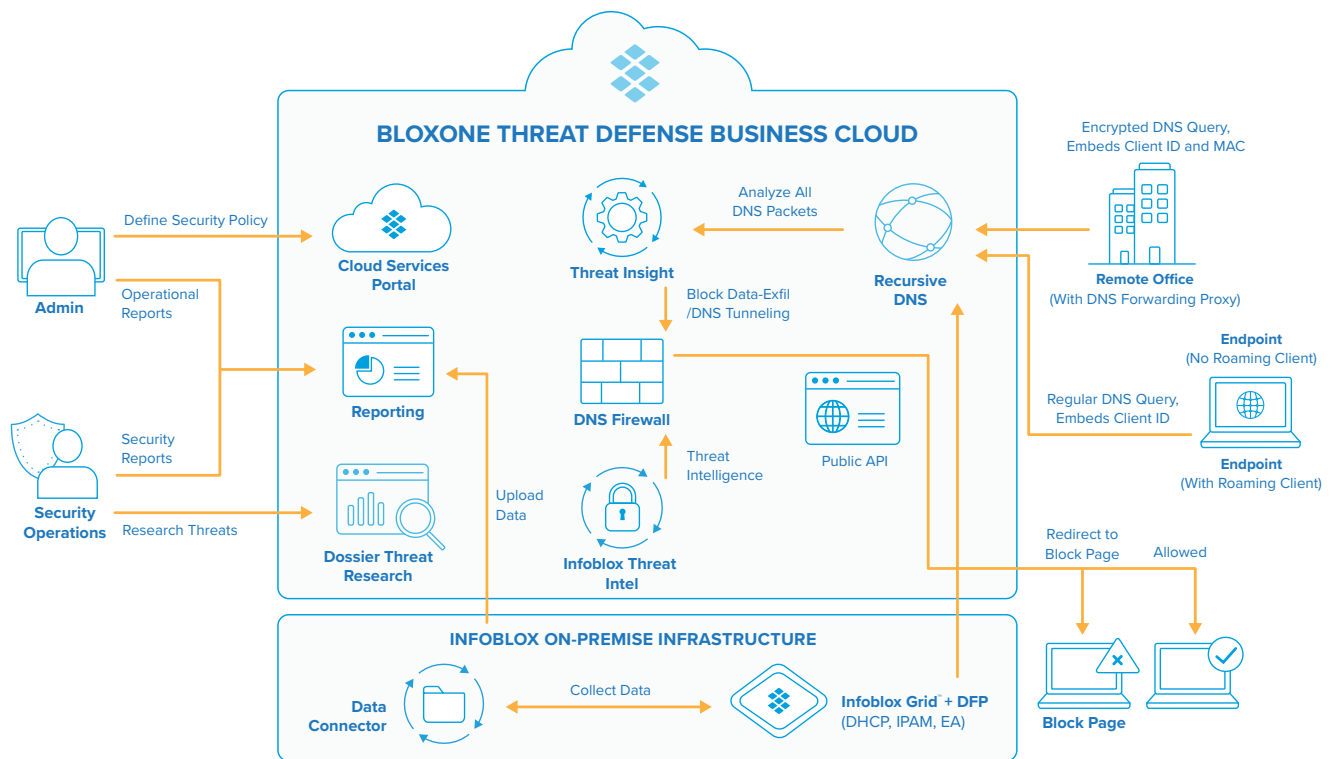 BLOXONE THREAT DEFENSE BUSINESS CLOUD
Define Security Policy
Admin
Operational
Reports
Security
Reports
Security
Operations
Research Threats
Cloud Services
Portal
Reporting
Dossier Threat
Research
Upload
Data
Threat Insight
Analyze All
DNS Packets
Recursive
DNS
Block Data-Exfil
/DNS Tunneling
DNS Firewall
Threat
Intelligence
Infoblox Threat
Intel
Public API
Encrypted DNS Query,
Embeds Client ID and MAC
Remote Office
(With DNS Forwarding Proxy)
Endpoint
(No Roaming Client)
Regular DNS Query,
Embeds Client ID
Endpoint
(With Roaming Client)
Redirect to
Block Page
Allowed
Block Page
INFOBLOX ON-PREMISE INFRASTRUCTURE
Data
Connector
Collect Data
Infoblox Grid™ + DFP
(DHCP, IPAM, EA)